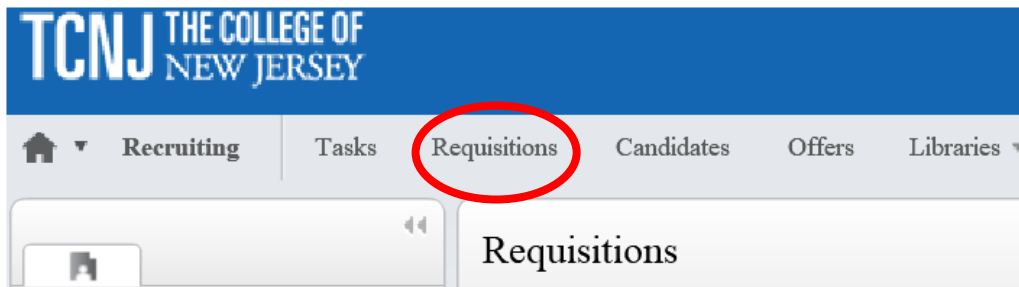 TCNJ THE COLLEGE OF
NEW JERSEY
Recruiting Tasks Requisitions Candidates Offers Libraries
Requisitions